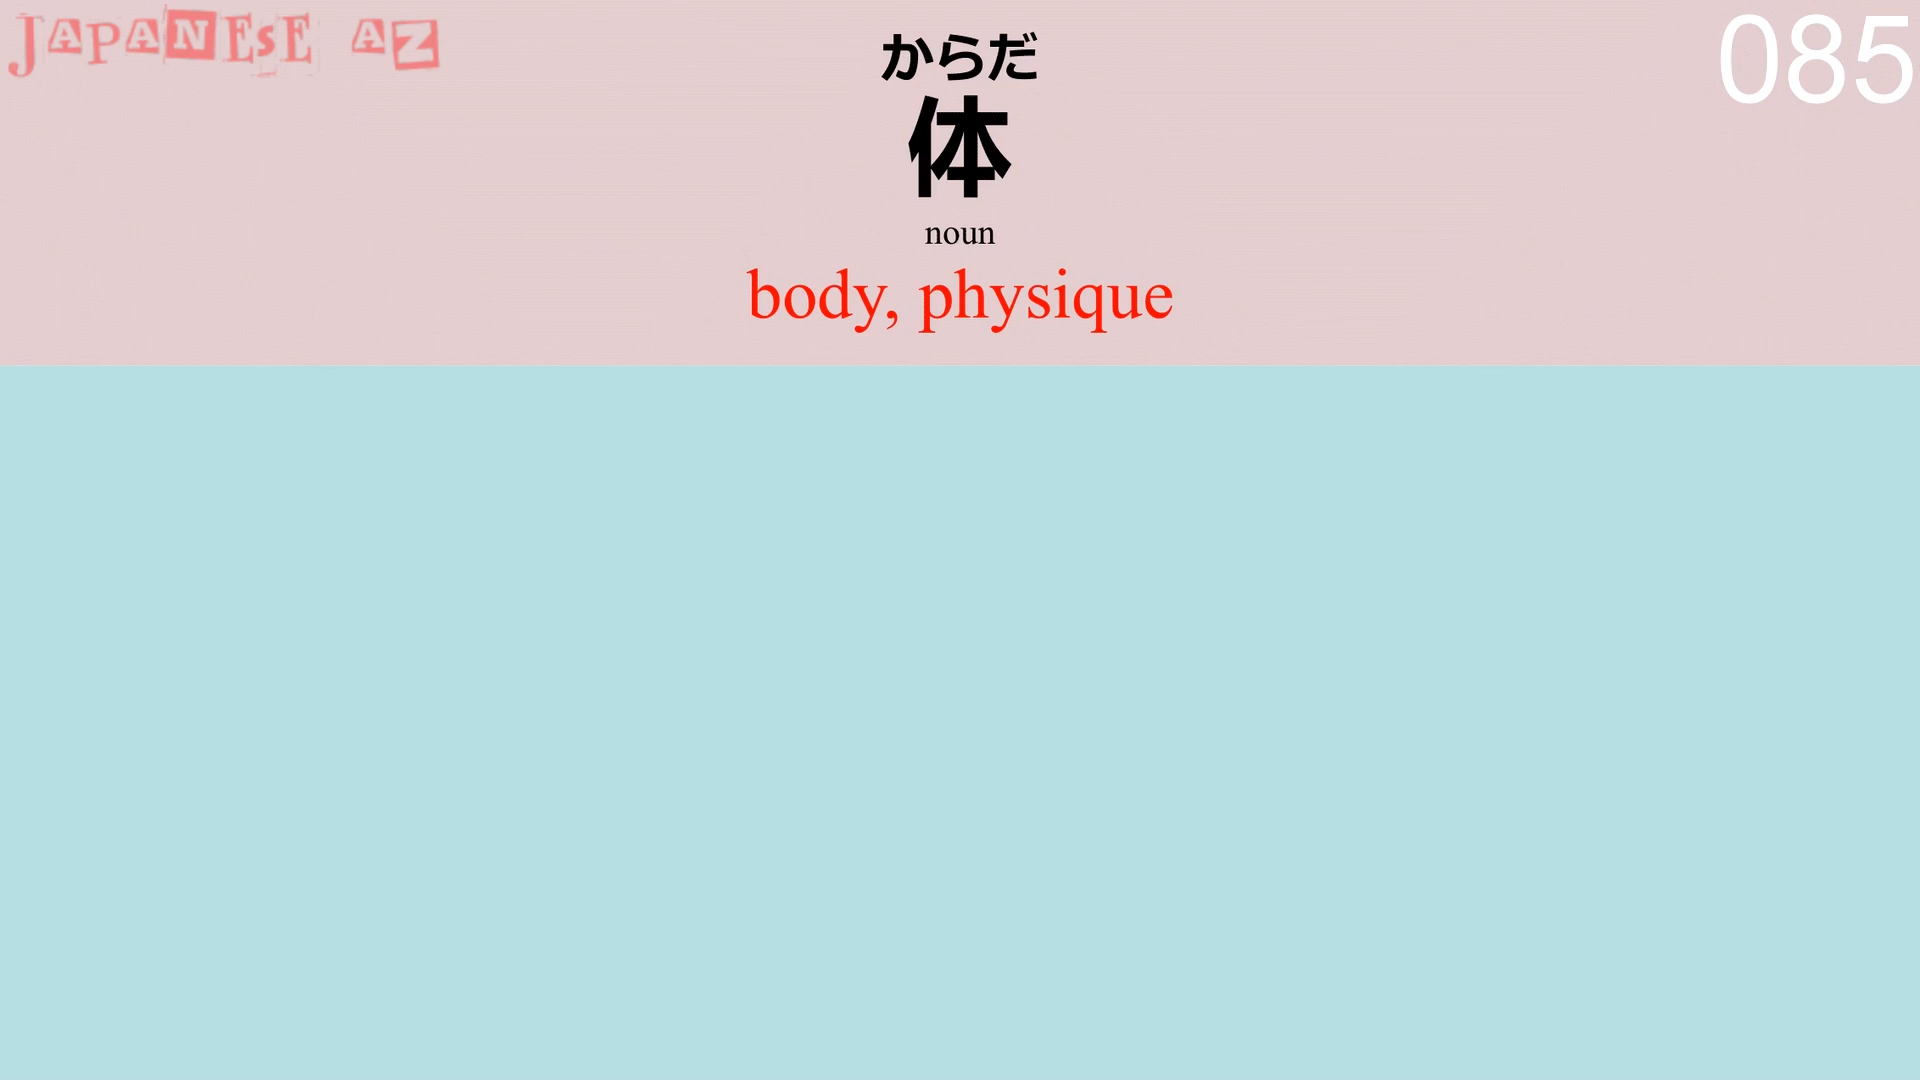 JAPANESE AZ
085
からだ
体
noun
body, physique